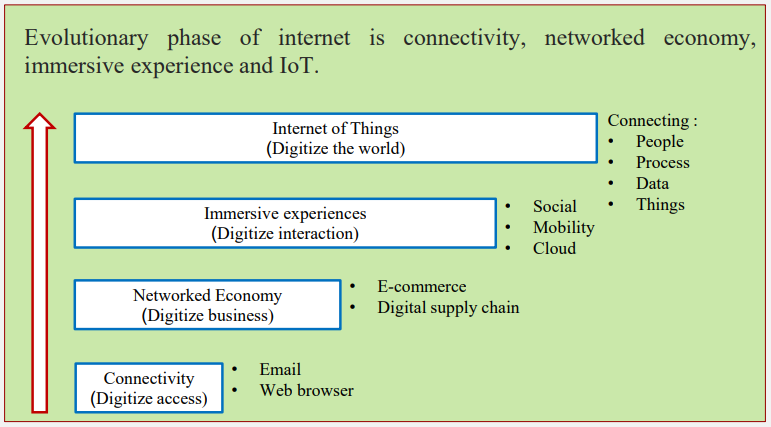 Evolutionary phase of internet is connectivity, networked economy,
immersive experience and IoT.
Internet of Things
(Digitize the world)
Connecting :
• People
• Process
• Data
• Things
Immersive experiences
(Digitize interaction)
• Social
• Mobility
• Cloud
Networked Economy
(Digitize business)
• E-commerce
• Digital supply chain
Connectivity
(Digitize access)
• Email
• Web browser